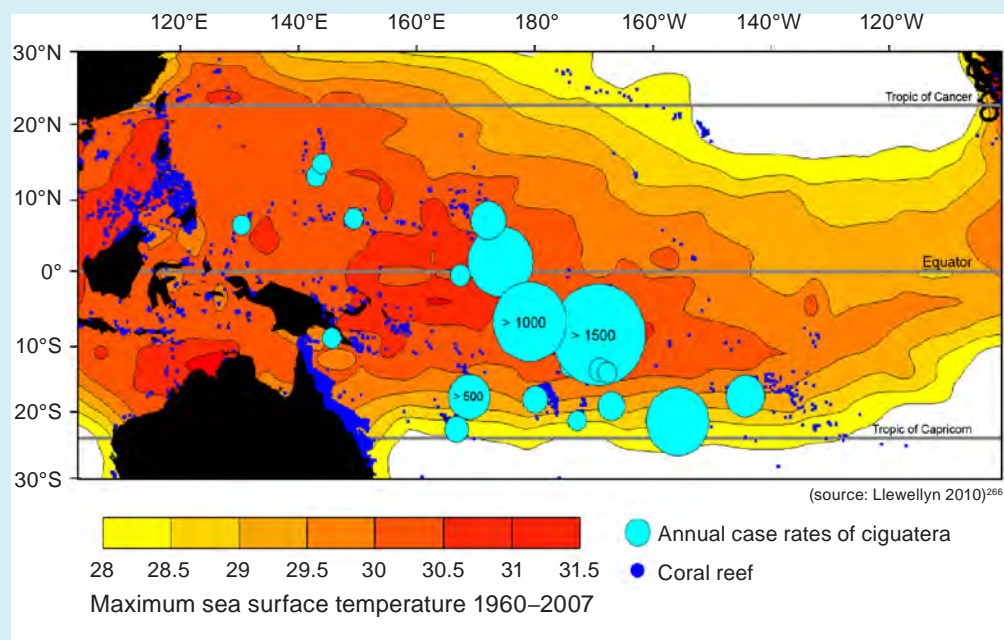 120°E 140°E 160°E 180° 160°W 140°W 120°W
30°N
Tropic of Cancer
20°N
10°N
0°
Equator
> 1000
> 1500
10°S
> 500
20°S
Tropic of Capricorn
30°S
(source: Llewellyn 2010)266
Annual case rates of ciguatera
Coral reef
28 28.5 29 29.5 30 30.5 31 31.5
Maximum sea surface temperature 1960–2007